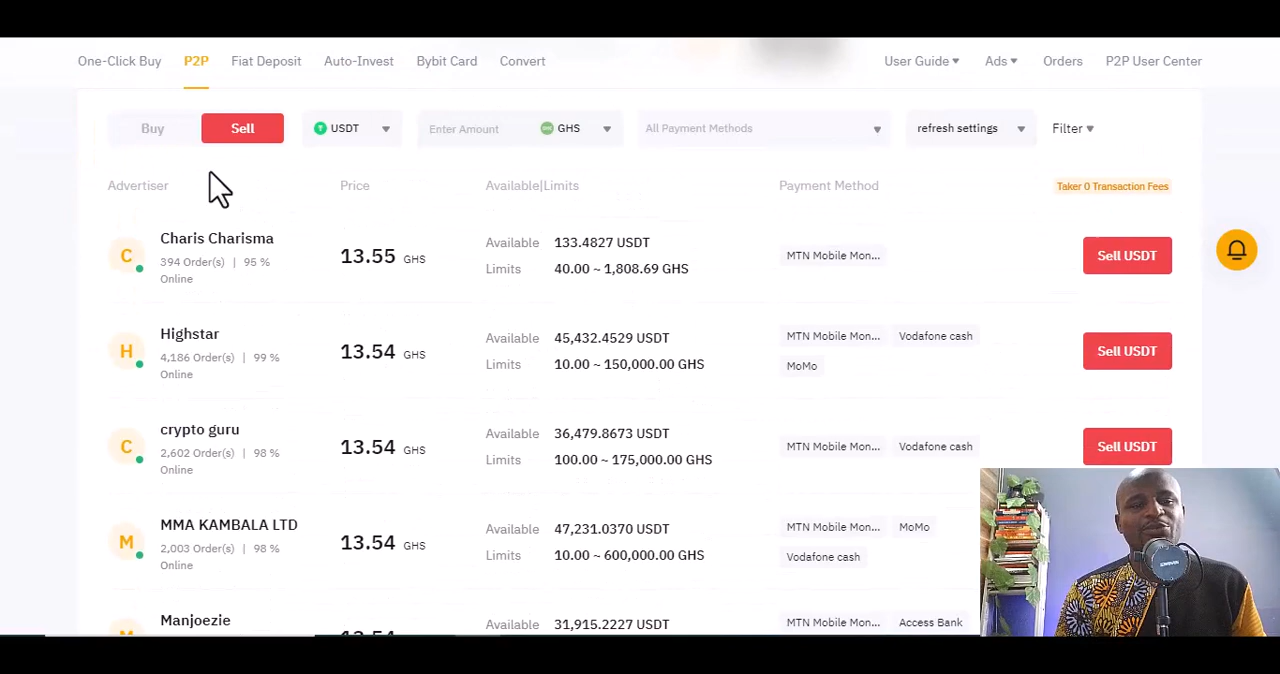 One-Click Buy P2P Fiat Deposit Auto-Invest Bybit Card Convert User Guide Ads Orders P2P User Center
Buy Sell USDT Enter Amount GHS All Payment Methods refresh settings Filter
Advertiser Price Available|Limits Payment Method Taker 0 Transaction Fees
C Charis Charisma
394 Order(s) | 95 %
Online
13.55 GHS
Available 133.4827 USDT
Limits 40.00 ~ 1,808.69 GHS
MTN Mobile Mon...
Sell USDT
H Highstar
4,186 Order(s) | 99 %
Online
13.54 GHS
Available 45,432.4529 USDT
Limits 10.00 ~ 150,000.00 GHS
MTN Mobile Mon... Vodafone cash
MoMo
Sell USDT
C crypto guru
2,602 Order(s) | 98 %
Online
13.54 GHS
Available 36,479.8673 USDT
Limits 100.00 ~ 175,000.00 GHS
MTN Mobile Mon... Vodafone cash
Sell USDT
M MMA KAMBALA LTD
2,003 Order(s) | 98 %
Online
13.54 GHS
Available 47,231.0370 USDT
Limits 10.00 ~ 600,000.00 GHS
MTN Mobile Mon... MoMo
Vodafone cash
Manjoezie
Available 31,915.2227 USDT
MTN Mobile Mon... Access Bank